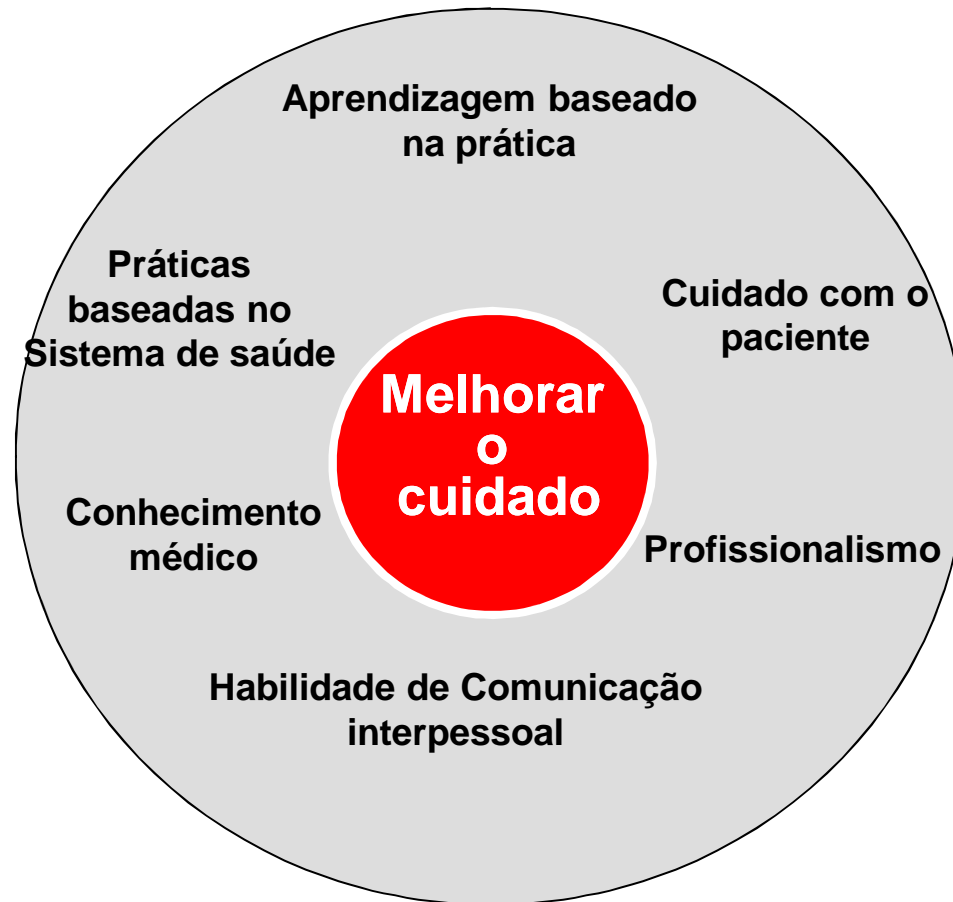 Aprendizagem baseado
na prática
Práticas
baseadas no
Sistema de saúde
Cuidado com o
paciente
Melhorar
o
cuidado
Conhecimento
médico
Profissionalismo
Habilidade de Comunicação
interpessoal